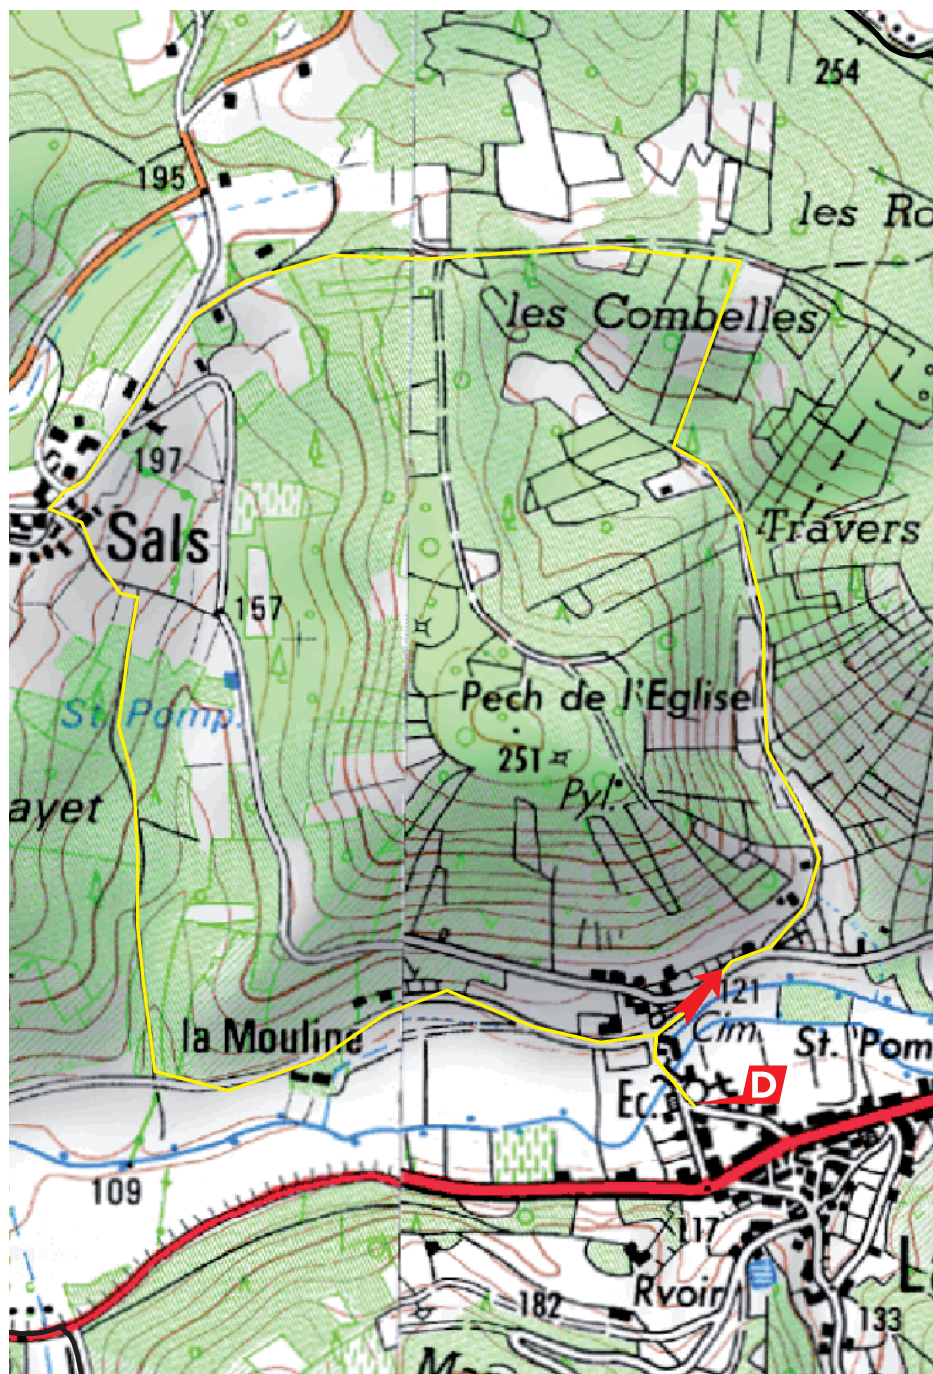 254
195
les Ro
les Combelles
197
Sals
Travers
157
St. Pomp.
Pech de l'Eglise
251
Pyl.
ayet
121
la Mouline
Cim.
St. Pom
D
Ec
109
117
Rvoir
182
133